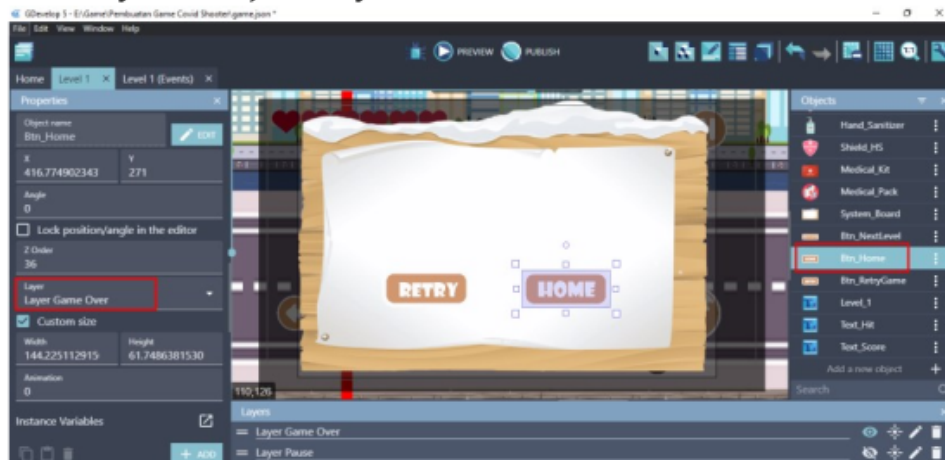 GDevelop 5 - E:\Game\Pembuatan Game Covid Shooter\game.json *
File Edit View Window Help
PREVIEW PUBLISH
Home Level 1 × Level 1 (Events) ×
Properties ×
Object name
Btn_Home
EDIT
X Y
416.774902343 271
Angle
0
Lock position/angle in the editor
Z Order
36
Layer
Layer Game Over
Custom size
Width Height
144.225112915 61.7486381530
Animation
0
Instance Variables
+ ADD
RETRY HOME
110;126
Layers
Layer Game Over
Layer Pause
Objects
Hand_Sanitizer
Shield_HS
Medical_Kit
Medical_Pack
System_Board
Btn_NextLevel
Btn_Home
Btn_RetryGame
Level_1
Text_Hit
Text_Score
Add a new object +
Search